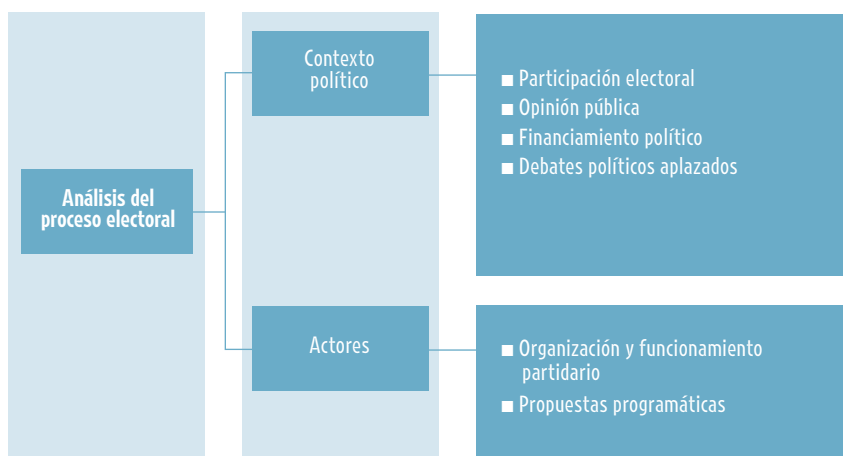 Análisis del
proceso electoral
Contexto
político
■ Participación electoral
■ Opinión pública
■ Financiamiento político
■ Debates políticos aplazados
Actores
■ Organización y funcionamiento
partidario
■ Propuestas programáticas